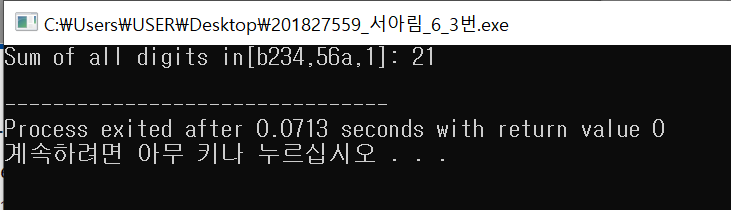 C:₩Users₩USER₩Desktop₩201827559_서아림_6_3번.exe
Sum of all digits in[b234,56a,1]: 21
--------------------------------
Process exited after 0.0713 seconds with return value 0
계속하려면 아무 키나 누르십시오 . . .